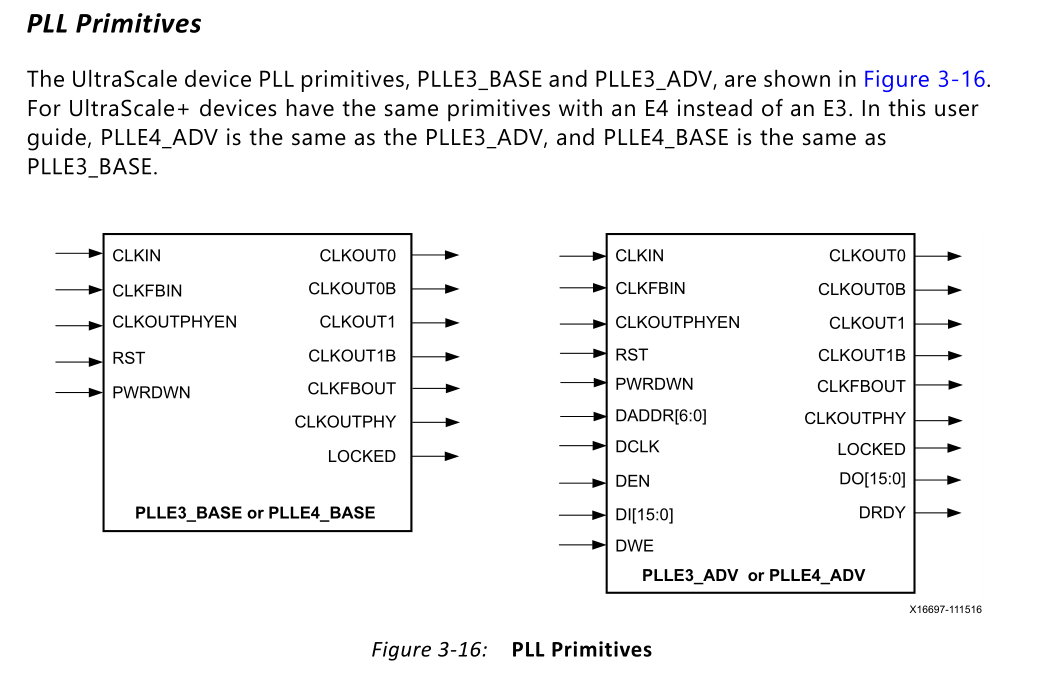 PLL Primitives
The UltraScale device PLL primitives, PLLE3_BASE and PLLE3_ADV, are shown in Figure 3-16.
For UltraScale+ devices have the same primitives with an E4 instead of an E3. In this user
guide, PLLE4_ADV is the same as the PLLE3_ADV, and PLLE4_BASE is the same as
PLLE3_BASE.
CLKIN CLKOUT0
CLKFBIN CLKOUT0B
CLKOUTPHYEN CLKOUT1
RST CLKOUT1B
PWRDWN CLKFBOUT
CLKOUTPHY
LOCKED
PLLE3_BASE or PLLE4_BASE
CLKIN CLKOUT0
CLKFBIN CLKOUT0B
CLKOUTPHYEN CLKOUT1
RST CLKOUT1B
PWRDWN CLKFBOUT
DADDR[6:0] CLKOUTPHY
DCLK LOCKED
DEN DO[15:0]
DI[15:0] DRDY
DWE
PLLE3_ADV or PLLE4_ADV
X16697-111516
Figure 3-16: PLL Primitives